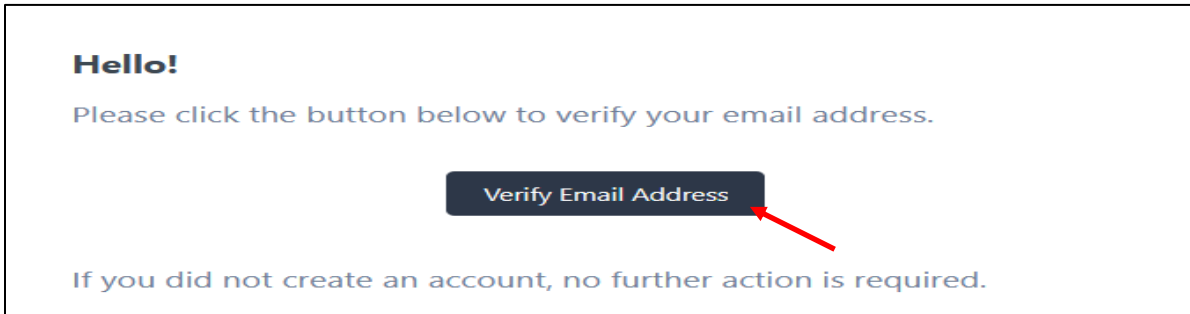 Hello!
Please click the button below to verify your email address.
Verify Email Address
If you did not create an account, no further action is required.